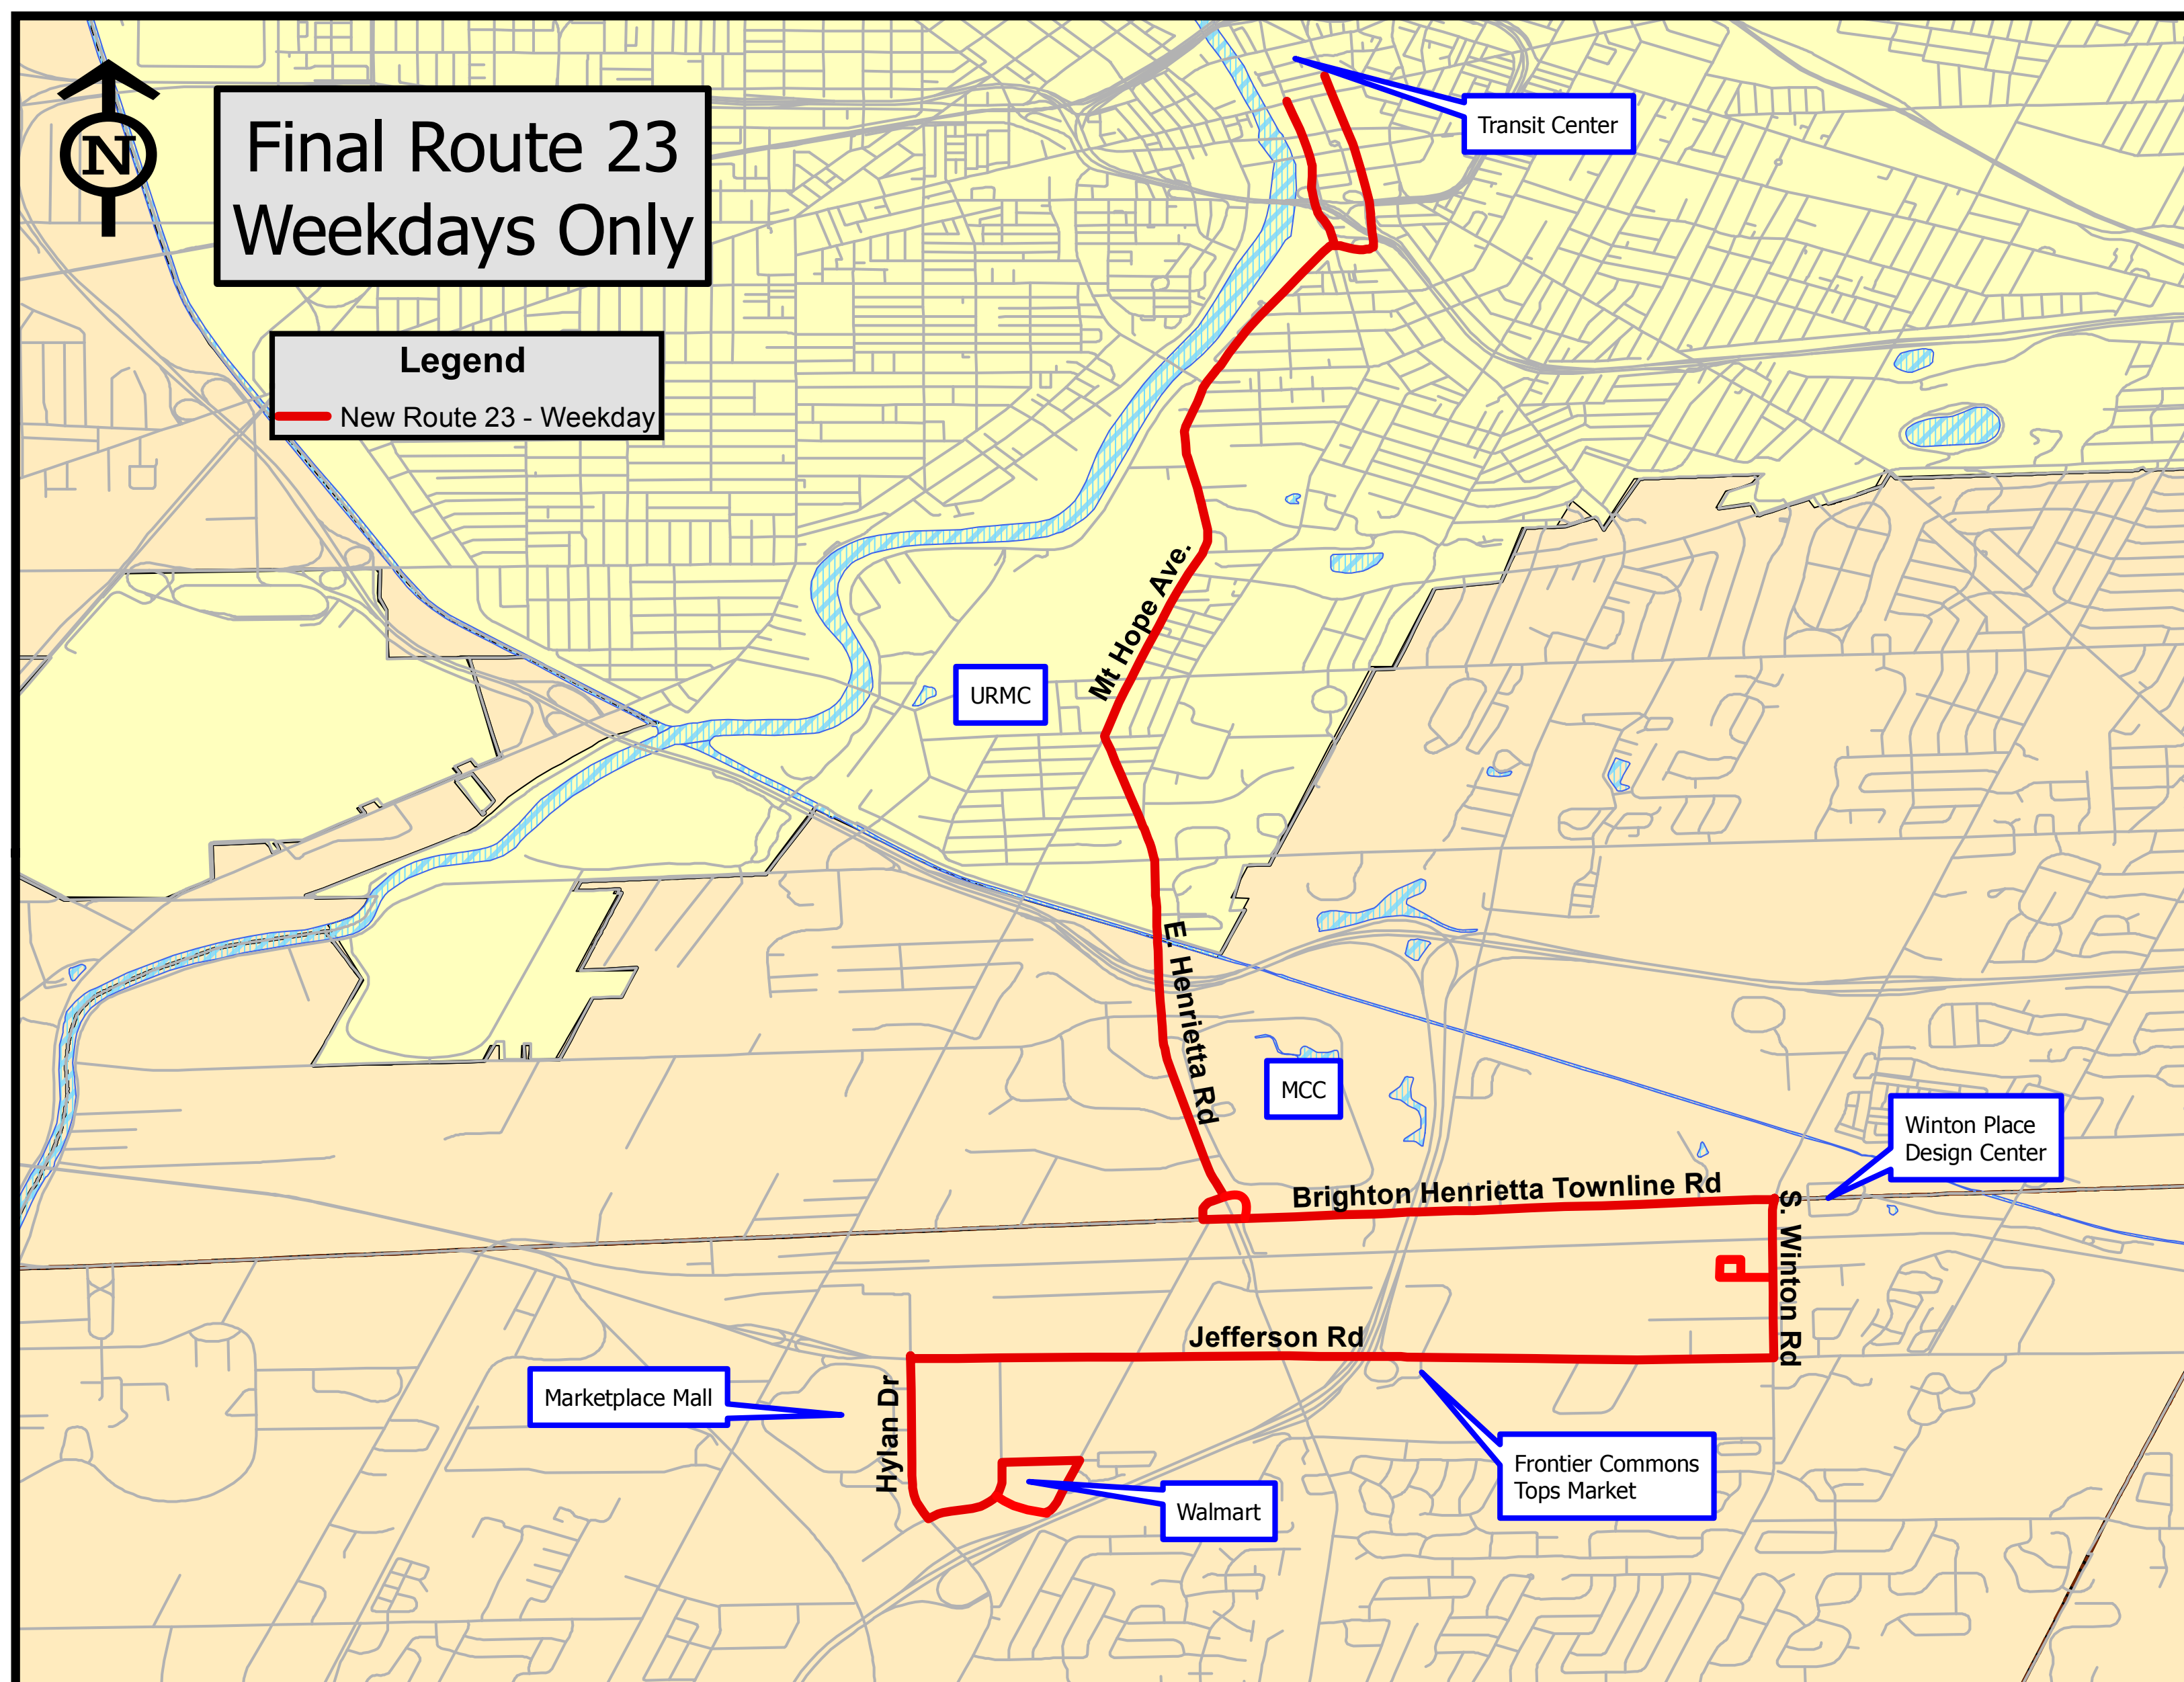 Final Route 23
Weekdays Only
N
Transit Center
Legend
New Route 23 - Weekday
Mt Hope Ave.
URMC
E. Henrietta Rd
MCC
Winton Place
Design Center
Brighton Henrietta Townline Rd
S. Winton Rd
Jefferson Rd
Marketplace Mall
Hylan Dr
Frontier Commons
Tops Market
Walmart